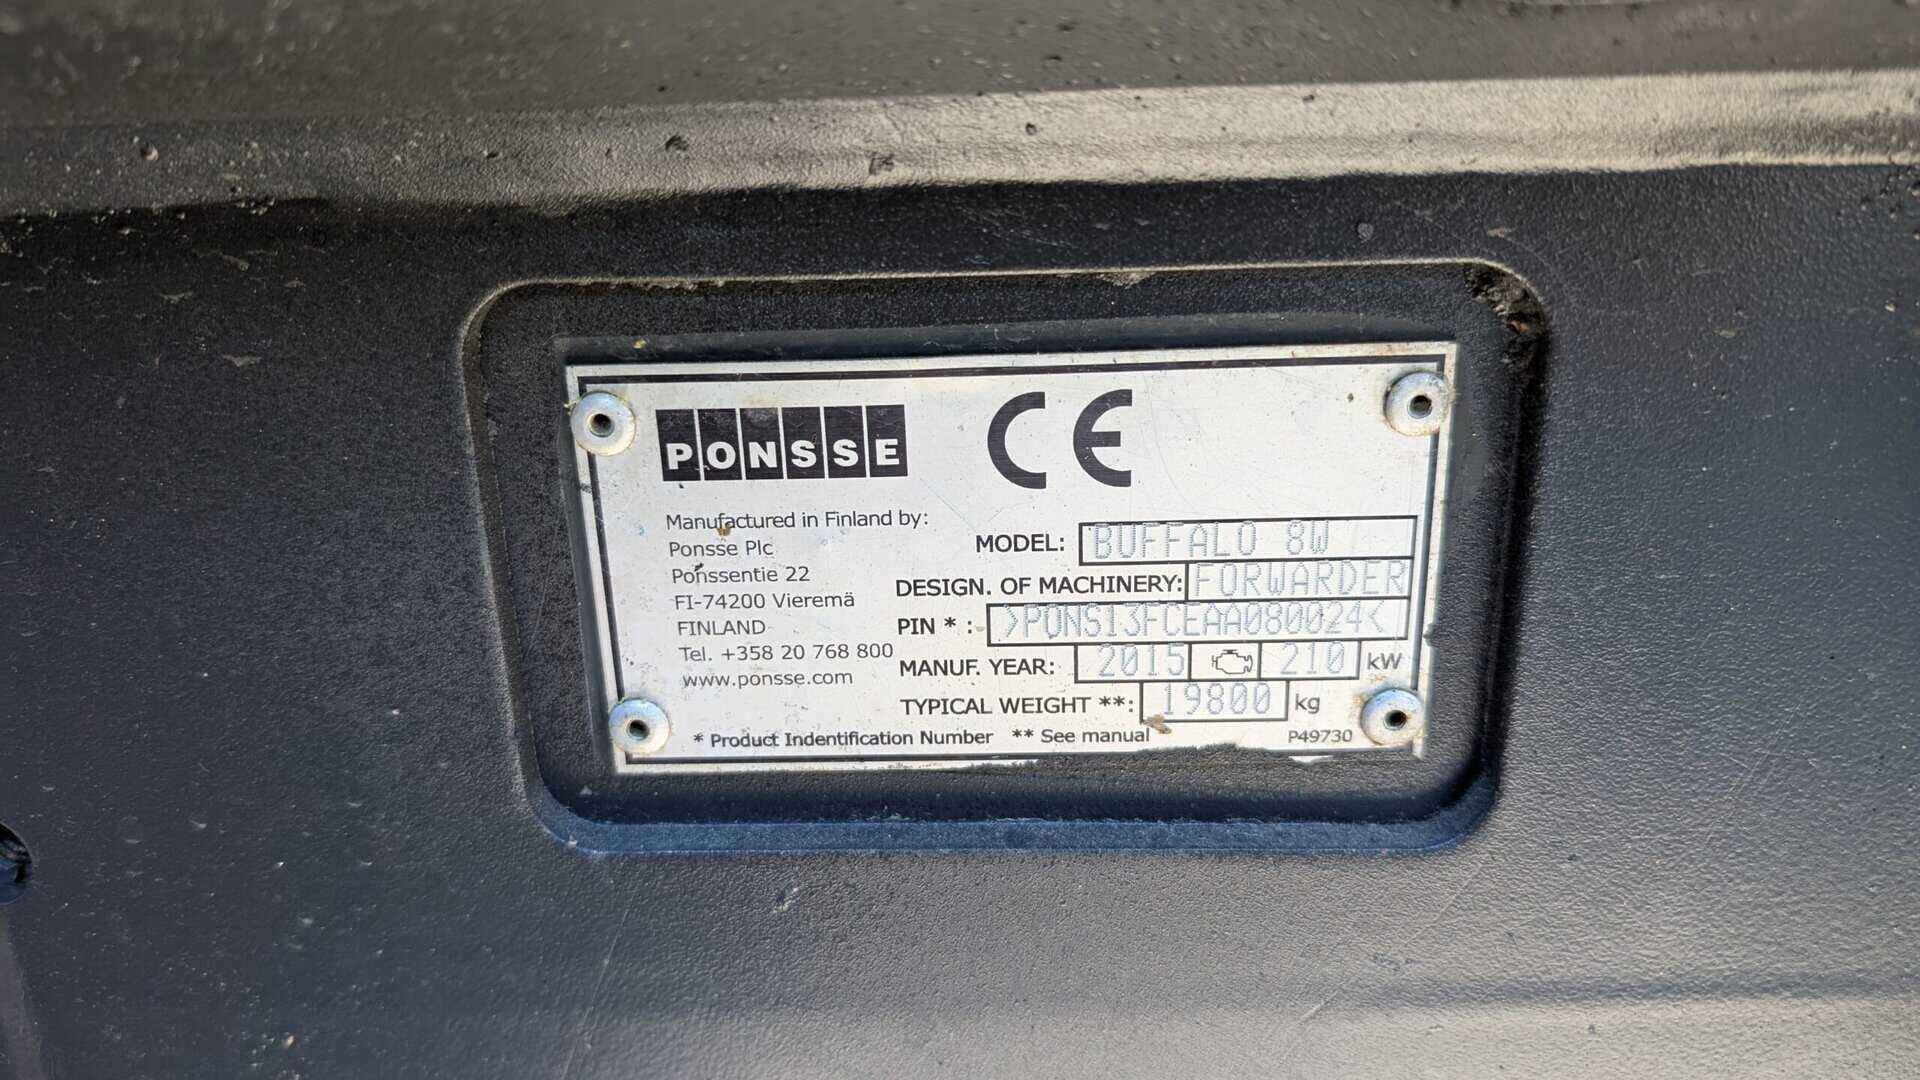 PONSSE CE
Manufactured in Finland by:
Ponsse Plc
Ponssentie 22
FI-74200 Vieremä
FINLAND
Tel. +358 20 768 800
www.ponsse.com
MODEL: BUFFALO 8W
DESIGN. OF MACHINERY: FORWARDER
PIN * : >PONS13FCEAA080024<
MANUF. YEAR: 2015 210 kW
TYPICAL WEIGHT **: 19800 kg
* Product Indentification Number ** See manual P49730